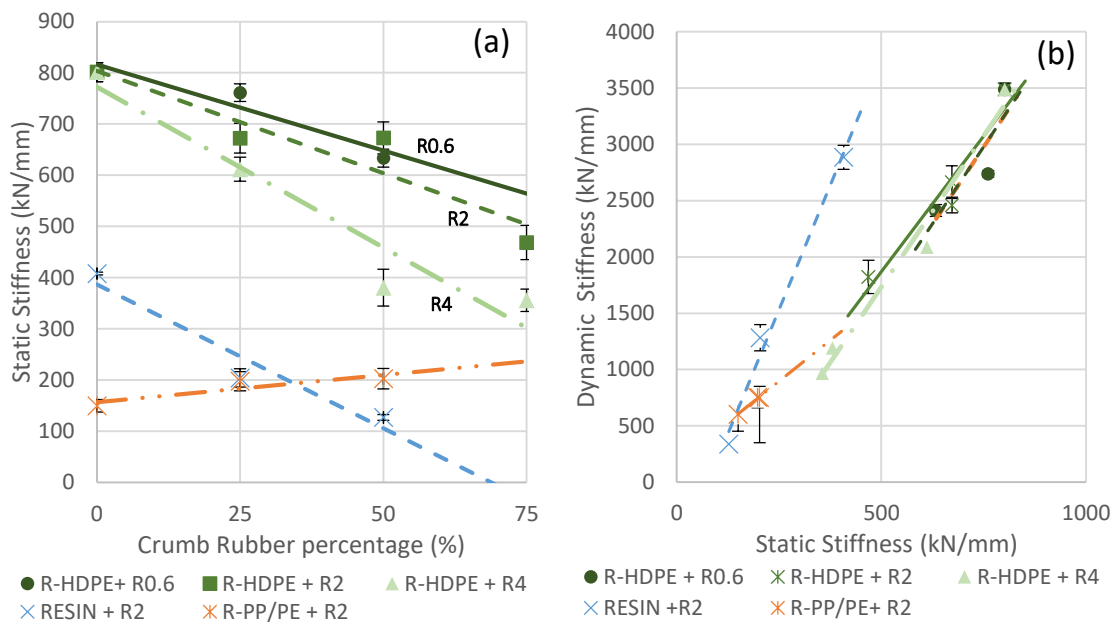 (a)
900
800
700
600
500
400
300
200
100
0
Static Stiffness (kN/mm)
R0.6
R2
R4
0 25 50 75
Crumb Rubber percentage (%)
R-HDPE+ R0.6 R-HDPE + R2 R-HDPE + R4
RESIN + R2 R-PP/PE + R2
(b)
4000
3500
3000
2500
2000
1500
1000
500
0
Dynamic Stiffness (kN/mm)
0 500 1000
Static Stiffness (kN/mm)
R-HDPE + R0.6 R-HDPE + R2 R-HDPE + R4
RESIN +R2 R-PP/PE+ R2